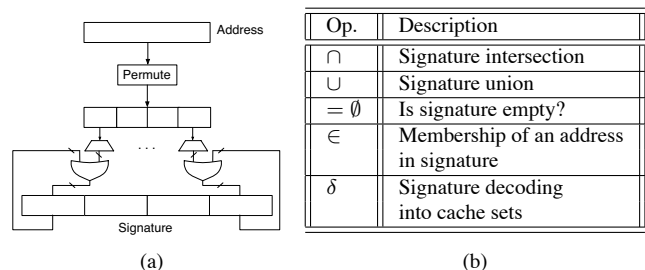 Address
Permute
. . .
Signature
(a)
Op. Description
∩ Signature intersection
∪ Signature union
= ∅ Is signature empty?
∈ Membership of an address
in signature
δ Signature decoding
into cache sets
(b)